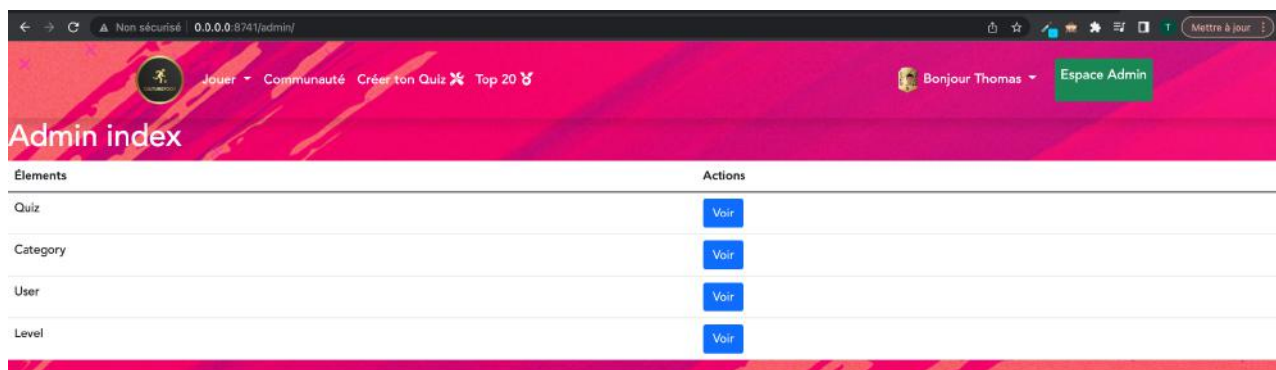 Non sécurisé 0.0.0.0:8741/admin/
T Mettre à jour
Jouer Communauté Créer ton Quiz Top 20 Bonjour Thomas Espace Admin
Admin index
Élements Actions
Quiz Voir
Category Voir
User Voir
Level Voir